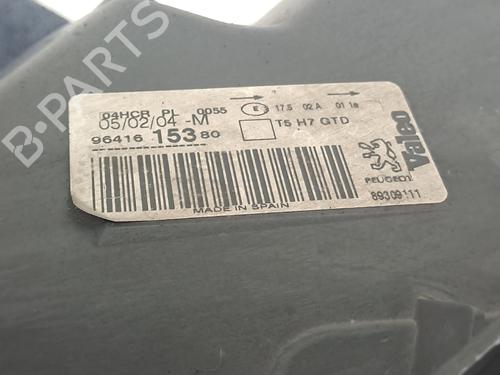 04HCR PL 0055
05/02/04 -M
96416 153 80
E 17.5 02 A 01 1a
T5 H7 GTD
PEUGEOT
Valeo
89309111
MADE IN SPAIN
B-PARTS